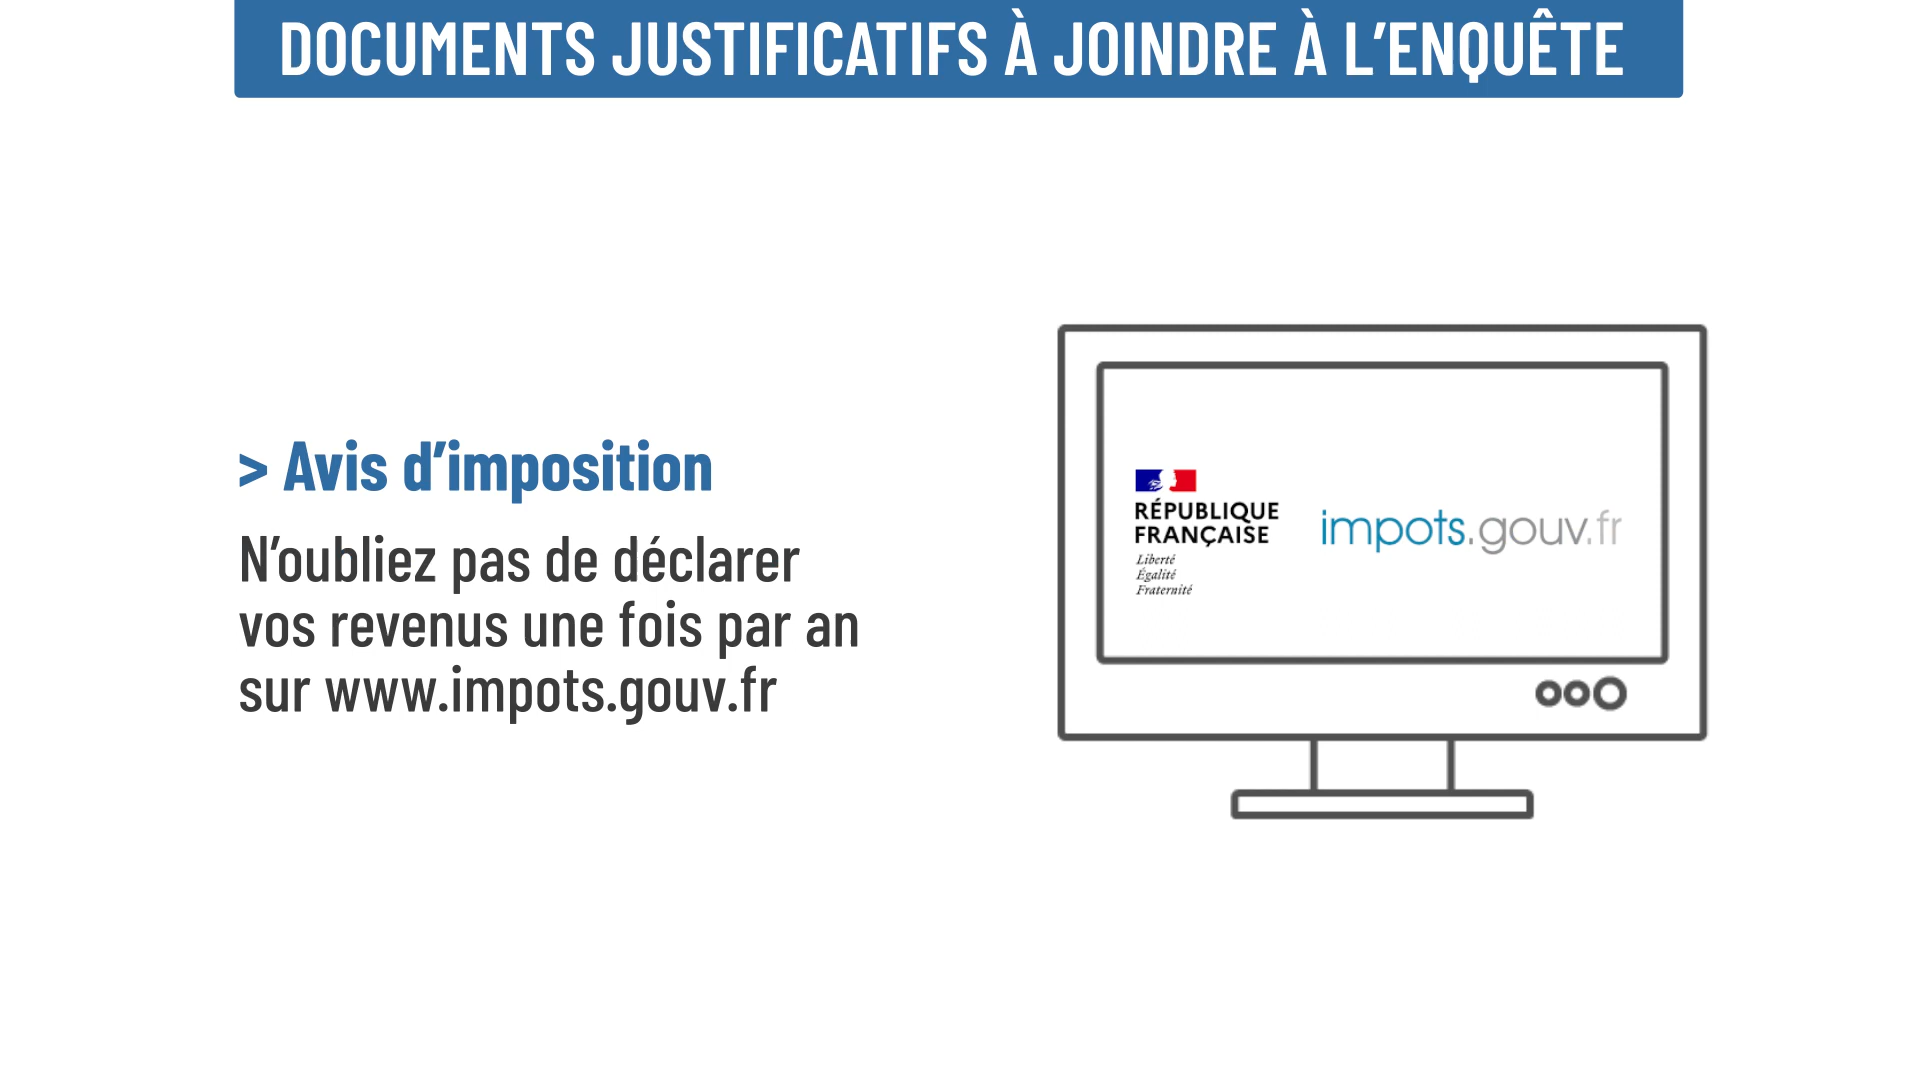 DOCUMENTS JUSTIFICATIFS À JOINDRE À L’ENQUÊTE
> Avis d’imposition
N’oubliez pas de déclarer
vos revenus une fois par an
sur www.impots.gouv.fr
RÉPUBLIQUE
FRANÇAISE
Liberté
Égalité
Fraternité
impots.gouv.fr